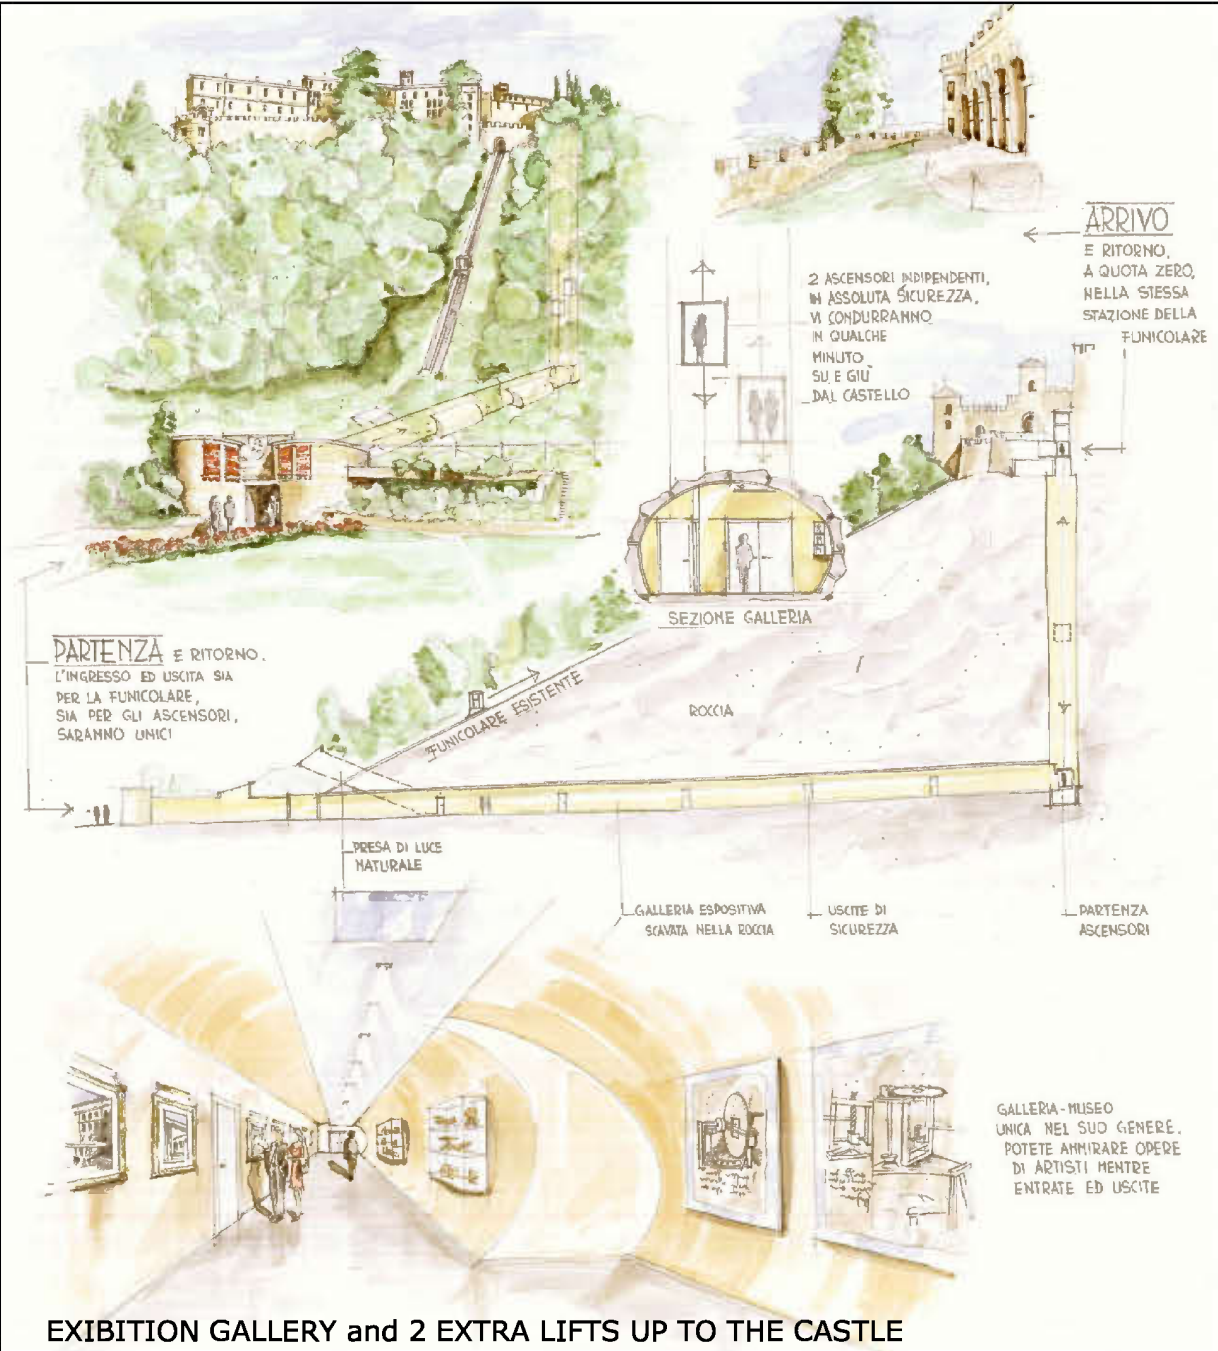 ARRIVO
E RITORNO,
A QUOTA ZERO,
NELLA STESSA
STAZIONE DELLA
FUNICOLARE
2 ASCENSORI INDIPENDENTI,
IN ASSOLUTA SICUREZZA,
VI CONDURRANNO
IN QUALCHE
MINUTO
SU E GIÙ
DAL CASTELLO
SEZIONE GALLERIA
PARTENZA E RITORNO.
L'INGRESSO ED USCITA SIA
PER LA FUNICOLARE,
SIA PER GLI ASCENSORI,
SARANNO UNICI
FUNICOLARE ESISTENTE
ROCCIA
PRESA DI LUCE
NATURALE
GALLERIA ESPOSITIVA
SCAVATA NELLA ROCCIA
USCITE DI
SICUREZZA
PARTENZA
ASCENSORI
GALLERIA-MUSEO
UNICA NEL SUO GENERE.
POTETE AMMIRARE OPERE
DI ARTISTI MENTRE
ENTRATE ED USCITE
EXIBITION GALLERY and 2 EXTRA LIFTS UP TO THE CASTLE